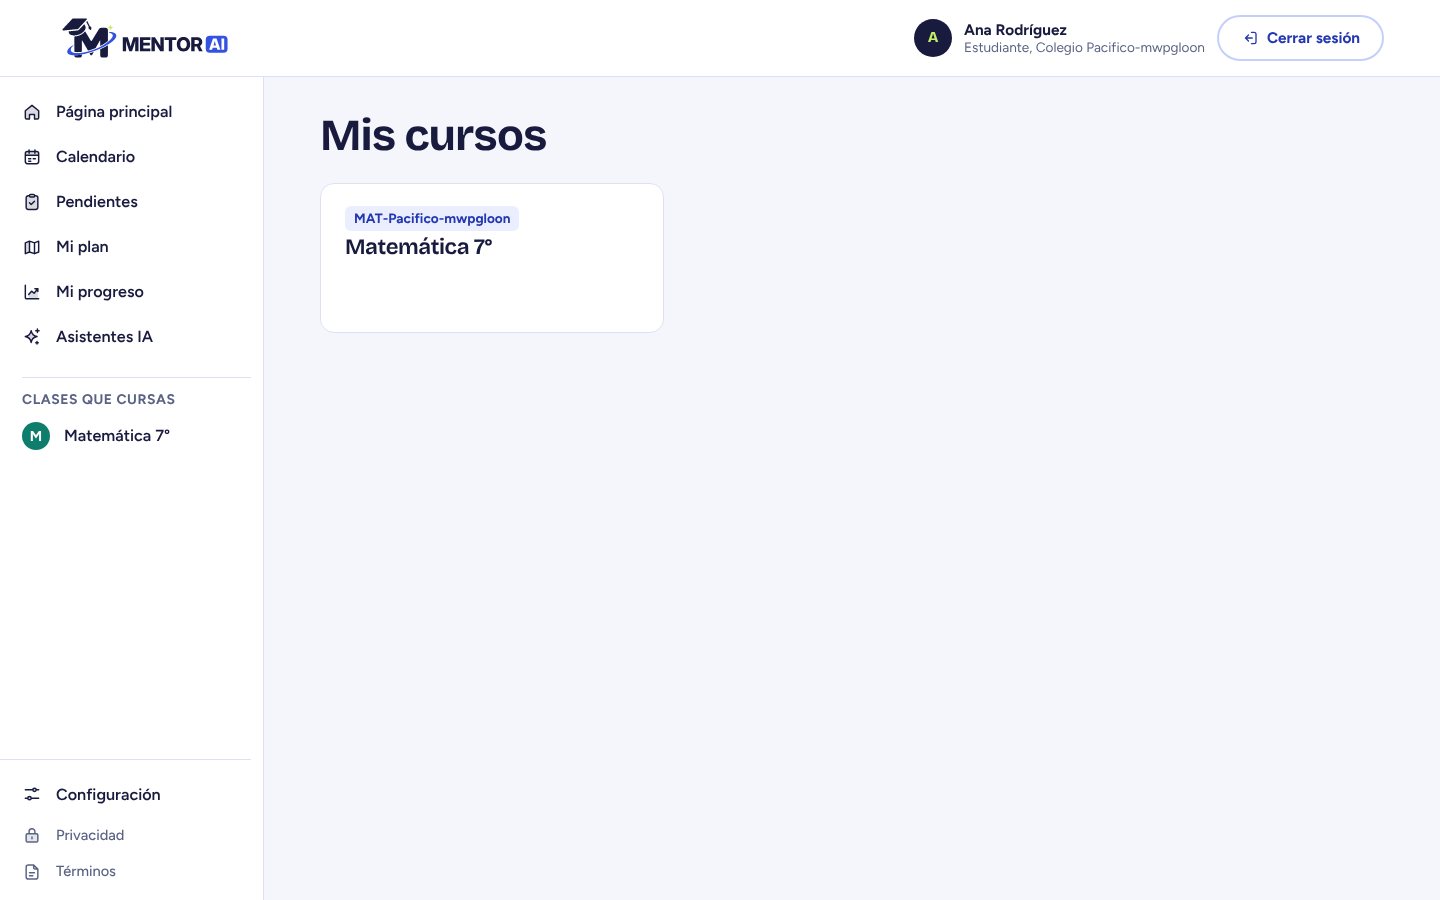 MENTOR AI
A
Ana Rodríguez
Estudiante, Colegio Pacifico-mwpgloon
Cerrar sesión
Página principal
Calendario
Pendientes
Mi plan
Mi progreso
Asistentes IA
CLASES QUE CURSAS
M Matemática 7°
Configuración
Privacidad
Términos
Mis cursos
MAT-Pacifico-mwpgloon
Matemática 7°